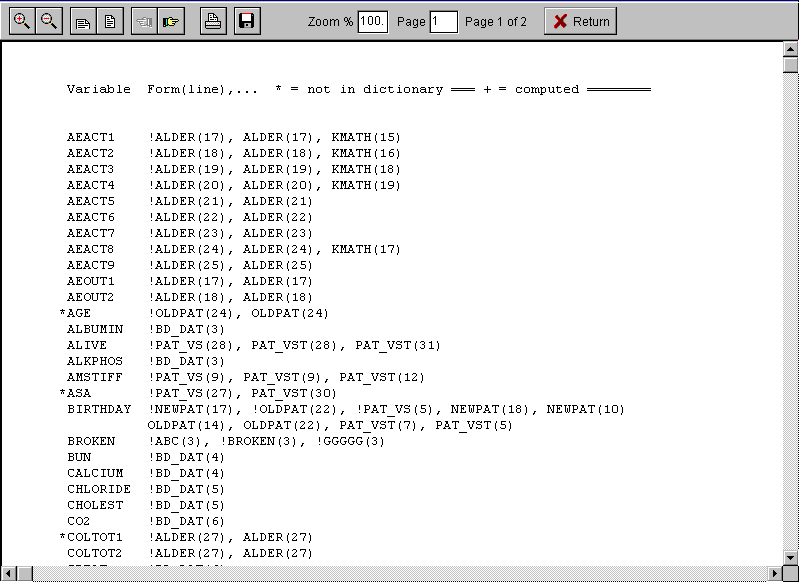 Zoom % 100. Page 1 Page 1 of 2 Return
Variable Form(line),... * = not in dictionary === + = computed ========
AEACT1 !ALDER(17), ALDER(17), KMATH(15)
AEACT2 !ALDER(18), ALDER(18), KMATH(16)
AEACT3 !ALDER(19), ALDER(19), KMATH(18)
AEACT4 !ALDER(20), ALDER(20), KMATH(19)
AEACT5 !ALDER(21), ALDER(21)
AEACT6 !ALDER(22), ALDER(22)
AEACT7 !ALDER(23), ALDER(23)
AEACT8 !ALDER(24), ALDER(24), KMATH(17)
AEACT9 !ALDER(25), ALDER(25)
AEOUT1 !ALDER(17), ALDER(17)
AEOUT2 !ALDER(18), ALDER(18)
*AGE !OLDPAT(24), OLDPAT(24)
ALBUMIN !BD_DAT(3)
ALIVE !PAT_VS(28), PAT_VST(28), PAT_VST(31)
ALKPHOS !BD_DAT(3)
AMSTIFF !PAT_VS(9), PAT_VST(9), PAT_VST(12)
*ASA !PAT_VS(27), PAT_VST(30)
BIRTHDAY !NEWPAT(17), !OLDPAT(22), !PAT_VS(5), NEWPAT(18), NEWPAT(10)
OLDPAT(14), OLDPAT(22), PAT_VST(7), PAT_VST(5)
BROKEN !ABC(3), !BROKEN(3), !GGGGG(3)
BUN !BD_DAT(4)
CALCIUM !BD_DAT(4)
CHLORIDE !BD_DAT(5)
CHOLEST !BD_DAT(5)
CO2 !BD_DAT(6)
*COLTOT1 !ALDER(27), ALDER(27)
COLTOT2 !ALDER(27), ALDER(27)